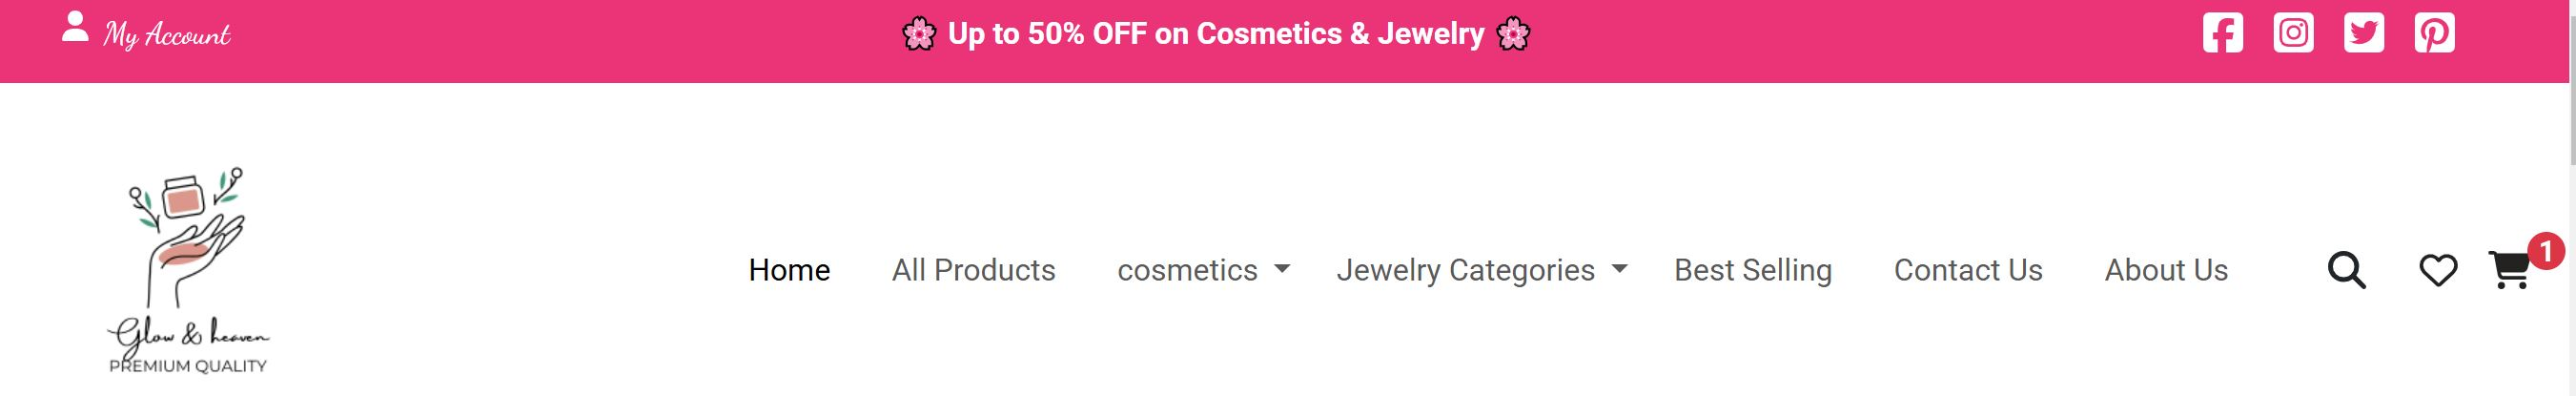 My Account
🌸 Up to 50% OFF on Cosmetics & Jewelry 🌸
Glow & heaven
PREMIUM QUALITY
Home All Products cosmetics Jewelry Categories Best Selling Contact Us About Us
1